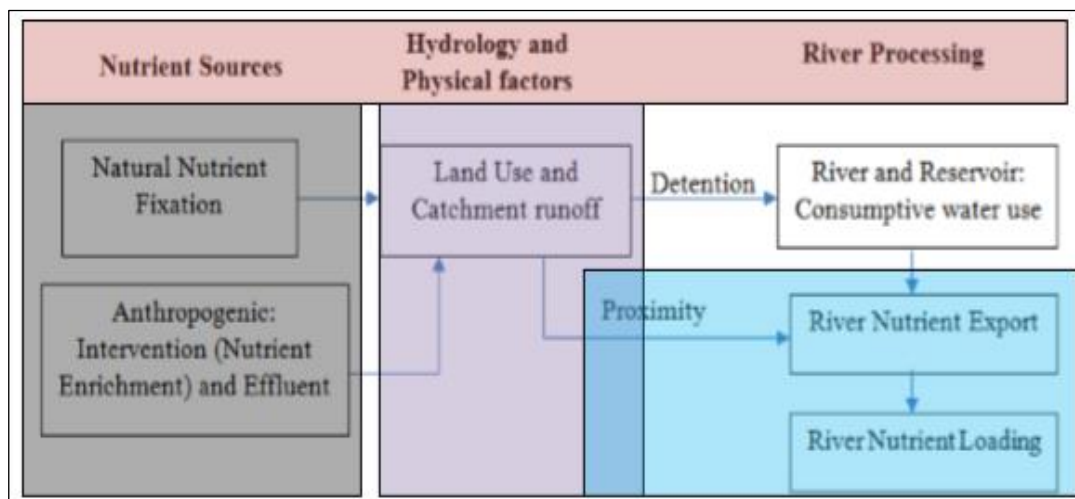 Nutrient Sources
Hydrology and
Physical factors
River Processing
Natural Nutrient
Fixation
Land Use and
Catchment runoff
Detention
River and Reservoir:
Consumptive water use
Anthropogenic:
Intervention (Nutrient
Enrichment) and Effluent
Proximity
River Nutrient Export
River Nutrient Loading